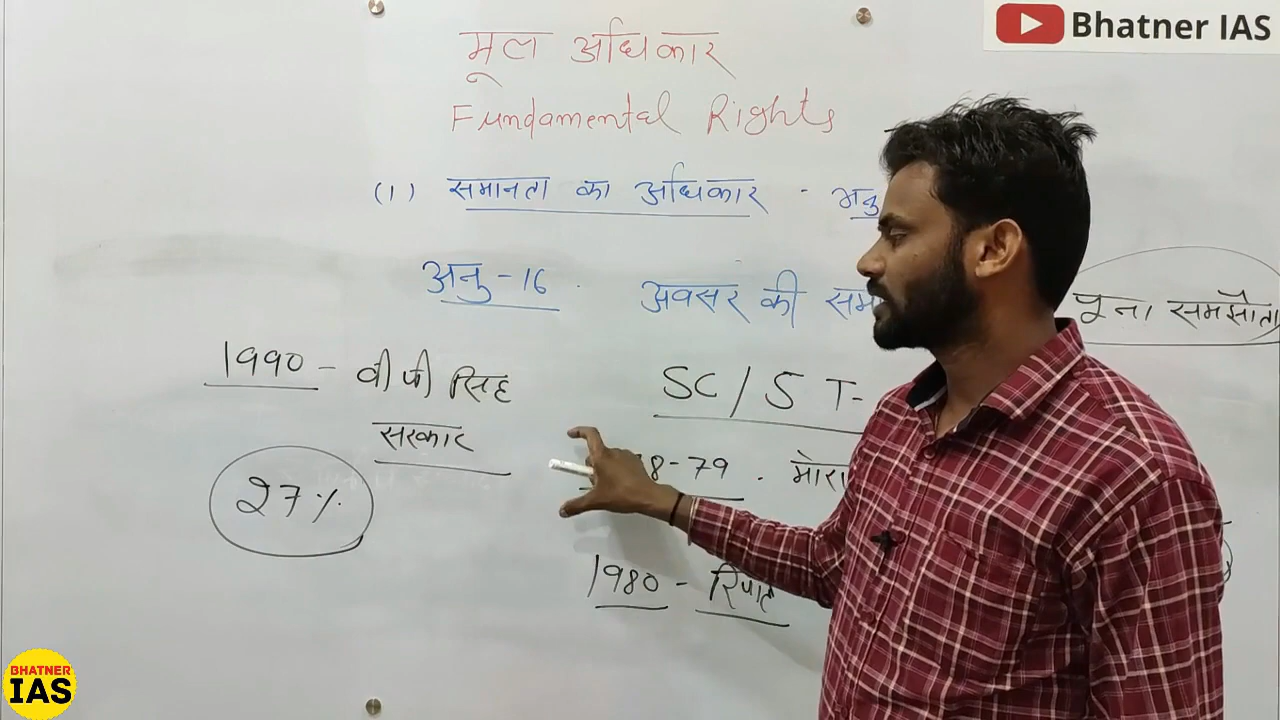 Bhatner IAS
मूल अधिकार
Fundamental Rights
(1) समानता का अधिकार - अनु
अनु - 16 अवसर की सम
पूना समझौता
1990 - वी पी सिंह
सरकार
27%
SC / ST -
8-79 . मोरा
1980 - रिपोर्ट
BHATNER
IAS